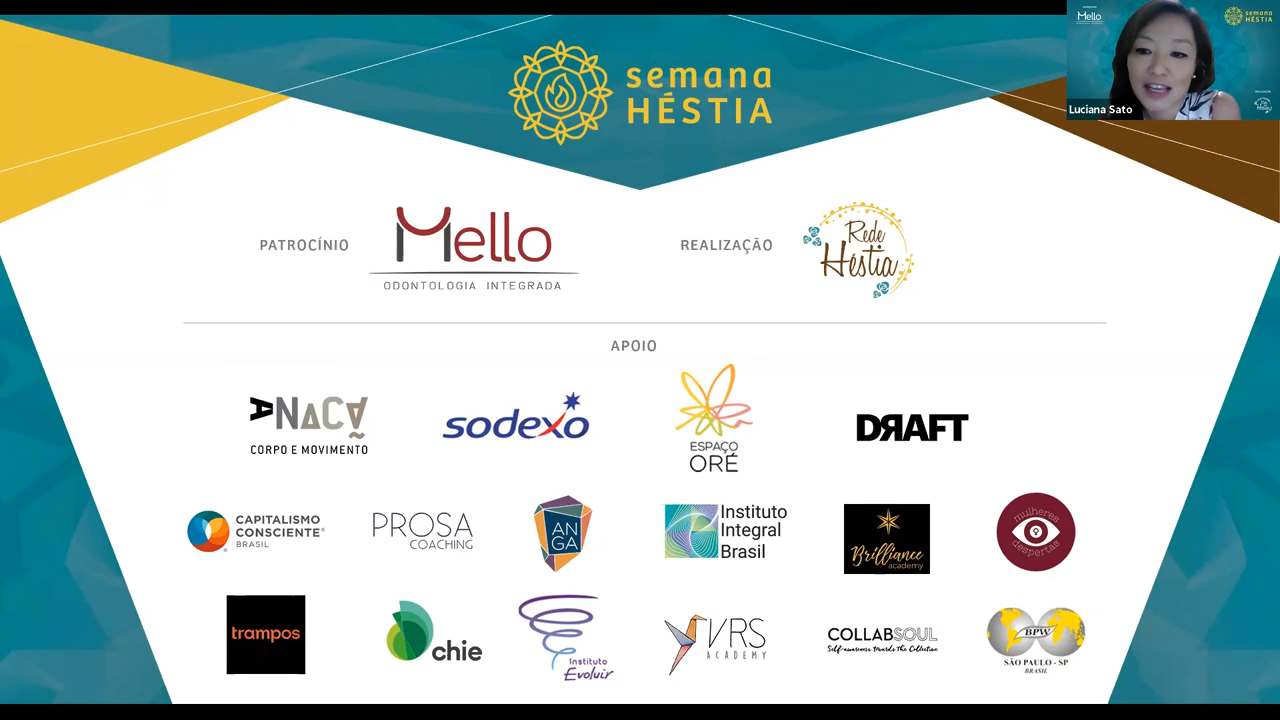 semana
HÉSTIA
Mello
semana
HÉSTIA
Luciana Sato
PATROCÍNIO
Mello
ODONTOLOGIA INTEGRADA
REALIZAÇÃO
Rede
Héstia
APOIO
ANACÃ
CORPO E MOVIMENTO
sodexo
ESPAÇO
ORÉ
DRAFT
CAPITALISMO
CONSCIENTE®
BRASIL
PROSA
COACHING
AN
GA
Instituto
Integral
Brasil
Brilliance
academy
mulheres
despertas
trampos
chie
Instituto
Evoluir
VRS
ACADEMY
COLLABSOUL
Self-awareness towards the Collective
BPW
SÃO PAULO - SP
BRASIL